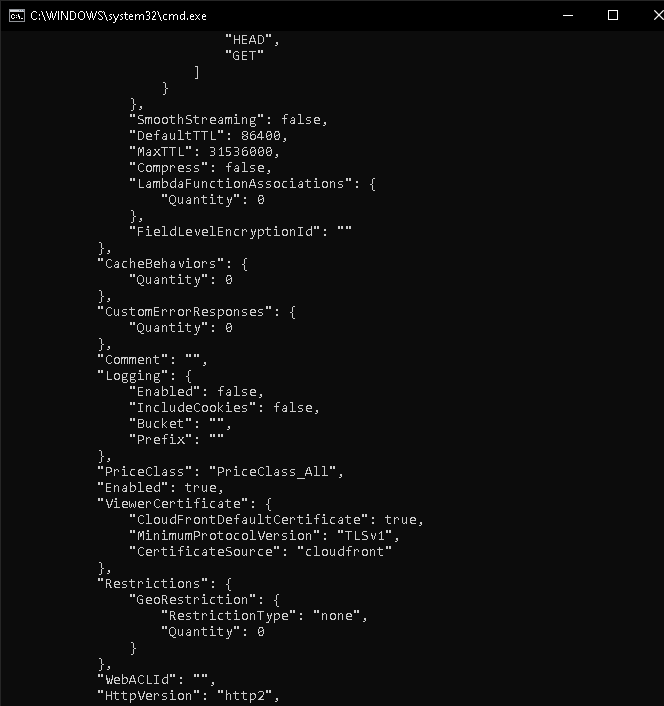 C:\WINDOWS\system32\cmd.exe
"HEAD",
"GET"
]
}
},
"SmoothStreaming": false,
"DefaultTTL": 86400,
"MaxTTL": 31536000,
"Compress": false,
"LambdaFunctionAssociations": {
"Quantity": 0
},
"FieldLevelEncryptionId": ""
},
"CacheBehaviors": {
"Quantity": 0
},
"CustomErrorResponses": {
"Quantity": 0
},
"Comment": "",
"Logging": {
"Enabled": false,
"IncludeCookies": false,
"Bucket": "",
"Prefix": ""
},
"PriceClass": "PriceClass_All",
"Enabled": true,
"ViewerCertificate": {
"CloudFrontDefaultCertificate": true,
"MinimumProtocolVersion": "TLSv1",
"CertificateSource": "cloudfront"
},
"Restrictions": {
"GeoRestriction": {
"RestrictionType": "none",
"Quantity": 0
}
},
"WebACLId": "",
"HttpVersion": "http2",